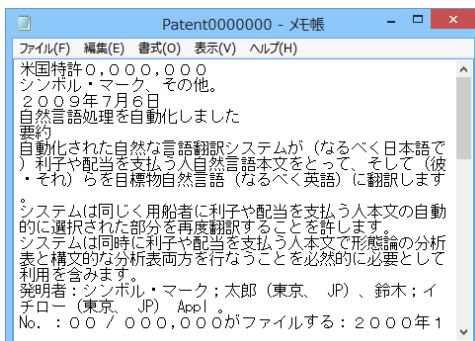 Patent0000000 - メモ帳
ファイル(F) 編集(E) 書式(O) 表示(V) ヘルプ(H)
米国特許０,０００,０００
シンボル・マーク、その他。
２００９年７月６日
自然言語処理を自動化しました
要約
自動化された自然な言語翻訳システムが（なるべく日本語で
）利子や配当を支払う人自然言語本文をとって、そして（彼
・それ）らを目標物自然言語（なるべく英語）に翻訳します
。
システムは同じく用船者に利子や配当を支払う人本文の自動
的に選択された部分を再度翻訳することを許します。
システムは同時に利子や配当を支払う人本文で形態論の分析
表と構文的な分析表両方を行なうことを必然的に必要として
利用を含みます。
発明者：シンボル・マーク；太郎（東京、　JP）、鈴木；イ
チロー（東京、　JP） Appl 。
No. ：００ / ０００,０００がファイルする：２０００年１